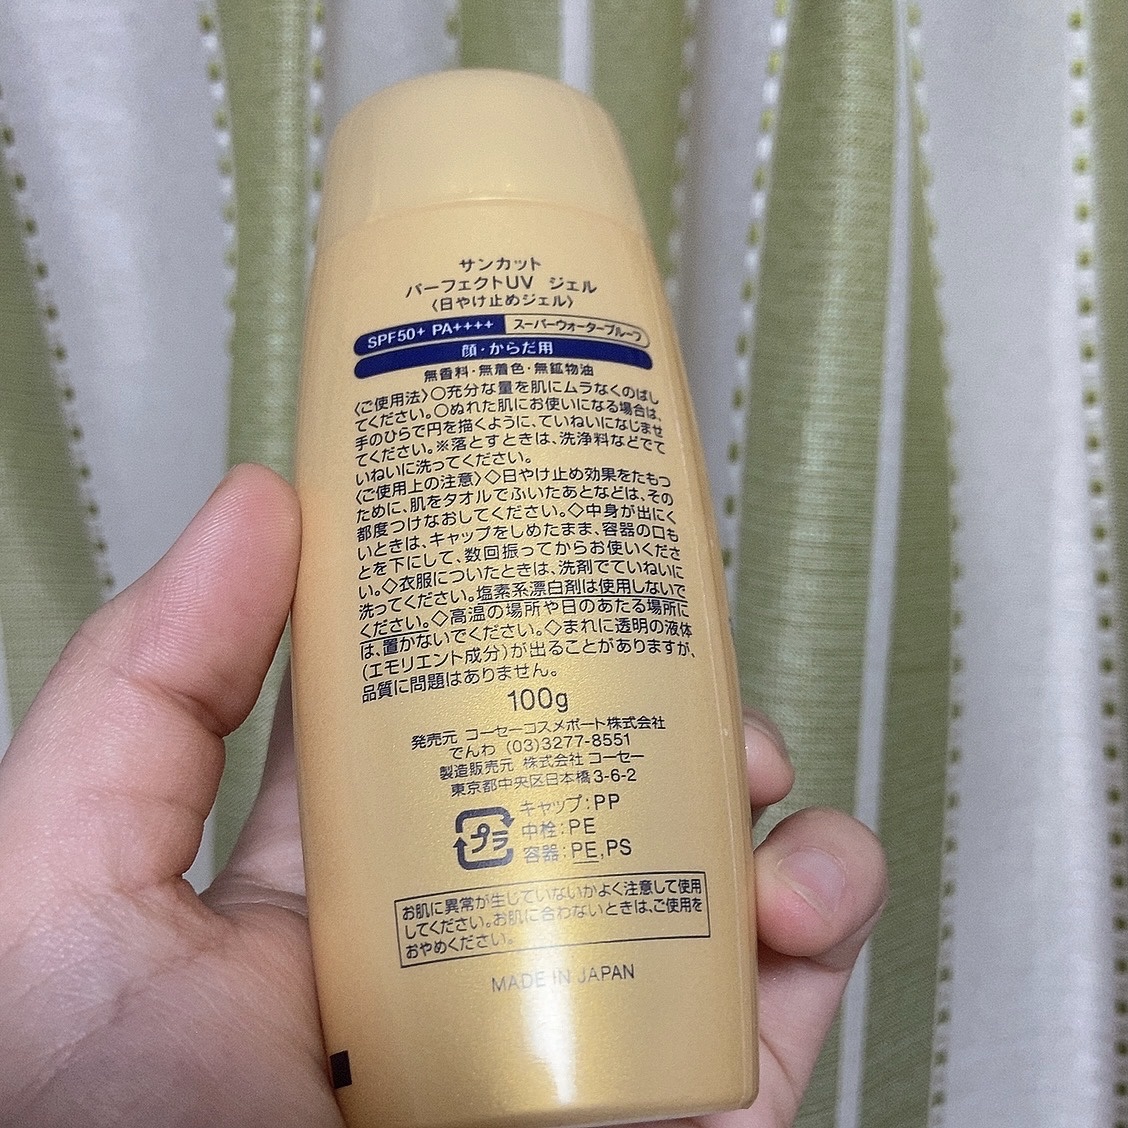 サンカット
パーフェクトUV ジェル
〈日やけ止めジェル〉
SPF50+ PA++++ スーパーウォータープルーフ
顔・からだ用
無香料・無着色・無鉱物油
〈ご使用法〉○充分な量を肌にムラなくのばし
てください。○ぬれた肌にお使いになる場合は、
手のひらで円を描くように、ていねいになじませ
てください。※落とすときは、洗浄料などでて
いねいに洗ってください。
〈ご使用上の注意〉◇日やけ止め効果をたもつ
ために、肌をタオルでふいたあとなどは、その
都度つけなおしてください。◇中身が出にく
いときは、キャップをしめたまま、容器の口も
とを下にして、数回振ってからお使いくださ
い。◇衣服についたときは、洗剤でていねいに
洗ってください。塩素系漂白剤は使用しないで
ください。◇高温の場所や日のあたる場所に
は、置かないでください。◇まれに透明の液体
(エモリエント成分)が出ることがありますが、
品質に問題はありません。
100g
発売元 コーセーコスメポート株式会社
でんわ (03)3277-8551
製造販売元 株式会社 コーセー
東京都中央区日本橋3-6-2
プラ
キャップ:PP
中栓:PE
容器:PE,PS
お肌に異常が生じていないかよく注意して使用
してください。お肌に合わないときは、ご使用を
おやめください。
MADE IN JAPAN